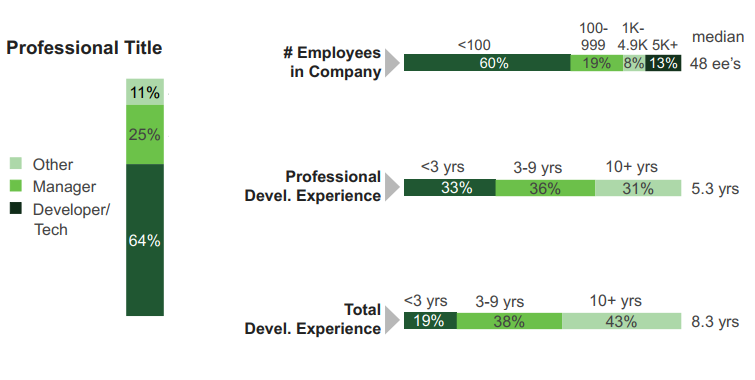 Professional Title
11%
25%
64%
Other
Manager
Developer/
Tech
# Employees
in Company
<100
100-
999
1K-
4.9K
5K+
median
60%
19%
8%
13%
48 ee's
Professional
Devel. Experience
<3 yrs
3-9 yrs
10+ yrs
33%
36%
31%
5.3 yrs
Total
Devel. Experience
<3 yrs
3-9 yrs
10+ yrs
19%
38%
43%
8.3 yrs